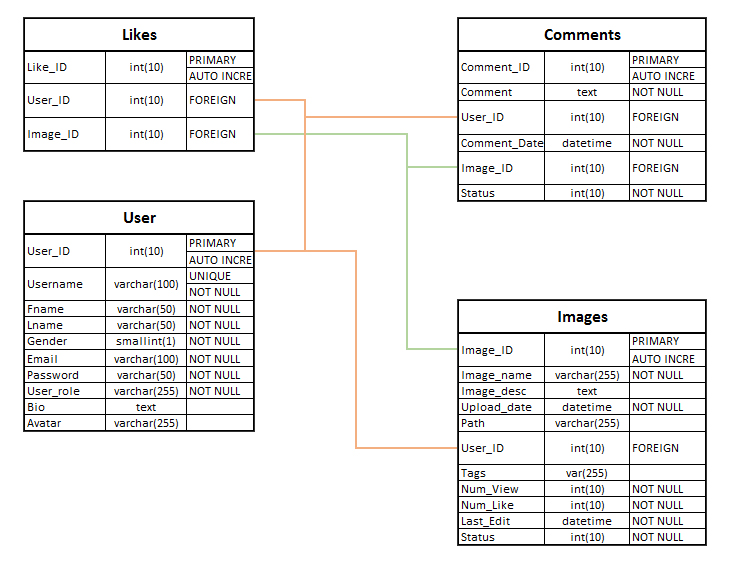 Likes
Like_ID int(10) PRIMARY
AUTO INCRE
User_ID int(10) FOREIGN
Image_ID int(10) FOREIGN
User
User_ID int(10) PRIMARY
AUTO INCRE
Username varchar(100) UNIQUE
NOT NULL
Fname varchar(50) NOT NULL
Lname varchar(50) NOT NULL
Gender smallint(1) NOT NULL
Email varchar(100) NOT NULL
Password varchar(50) NOT NULL
User_role varchar(255) NOT NULL
Bio text
Avatar varchar(255)
Comments
Comment_ID int(10) PRIMARY
AUTO INCRE
Comment text NOT NULL
User_ID int(10) FOREIGN
Comment_Date datetime NOT NULL
Image_ID int(10) FOREIGN
Status int(10) NOT NULL
Images
Image_ID int(10) PRIMARY
AUTO INCRE
Image_name varchar(255) NOT NULL
Image_desc text
Upload_date datetime NOT NULL
Path varchar(255)
User_ID int(10) FOREIGN
Tags var(255)
Num_View int(10) NOT NULL
Num_Like int(10) NOT NULL
Last_Edit datetime NOT NULL
Status int(10) NOT NULL